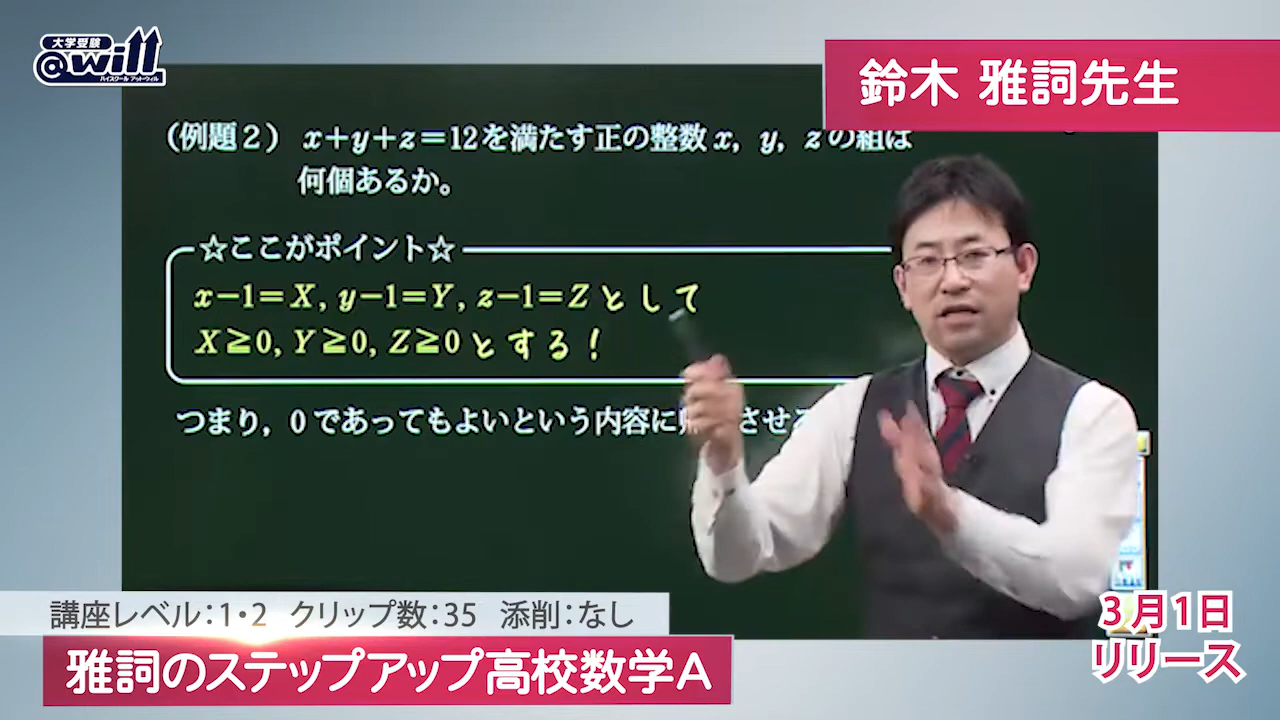 大学受験
@will
ハイスクール アットウィル
鈴木 雅詞先生
(例題2) x+y+z=12を満たす正の整数x, y, zの組は
何個あるか。
☆ここがポイント☆
x−1=X, y−1=Y, z−1=Zとして
X≧0, Y≧0, Z≧0とする!
つまり, 0であってもよいという内容に
講座レベル:1・2 クリップ数:35 添削:なし
雅詞のステップアップ高校数学A
3月1日
リリース